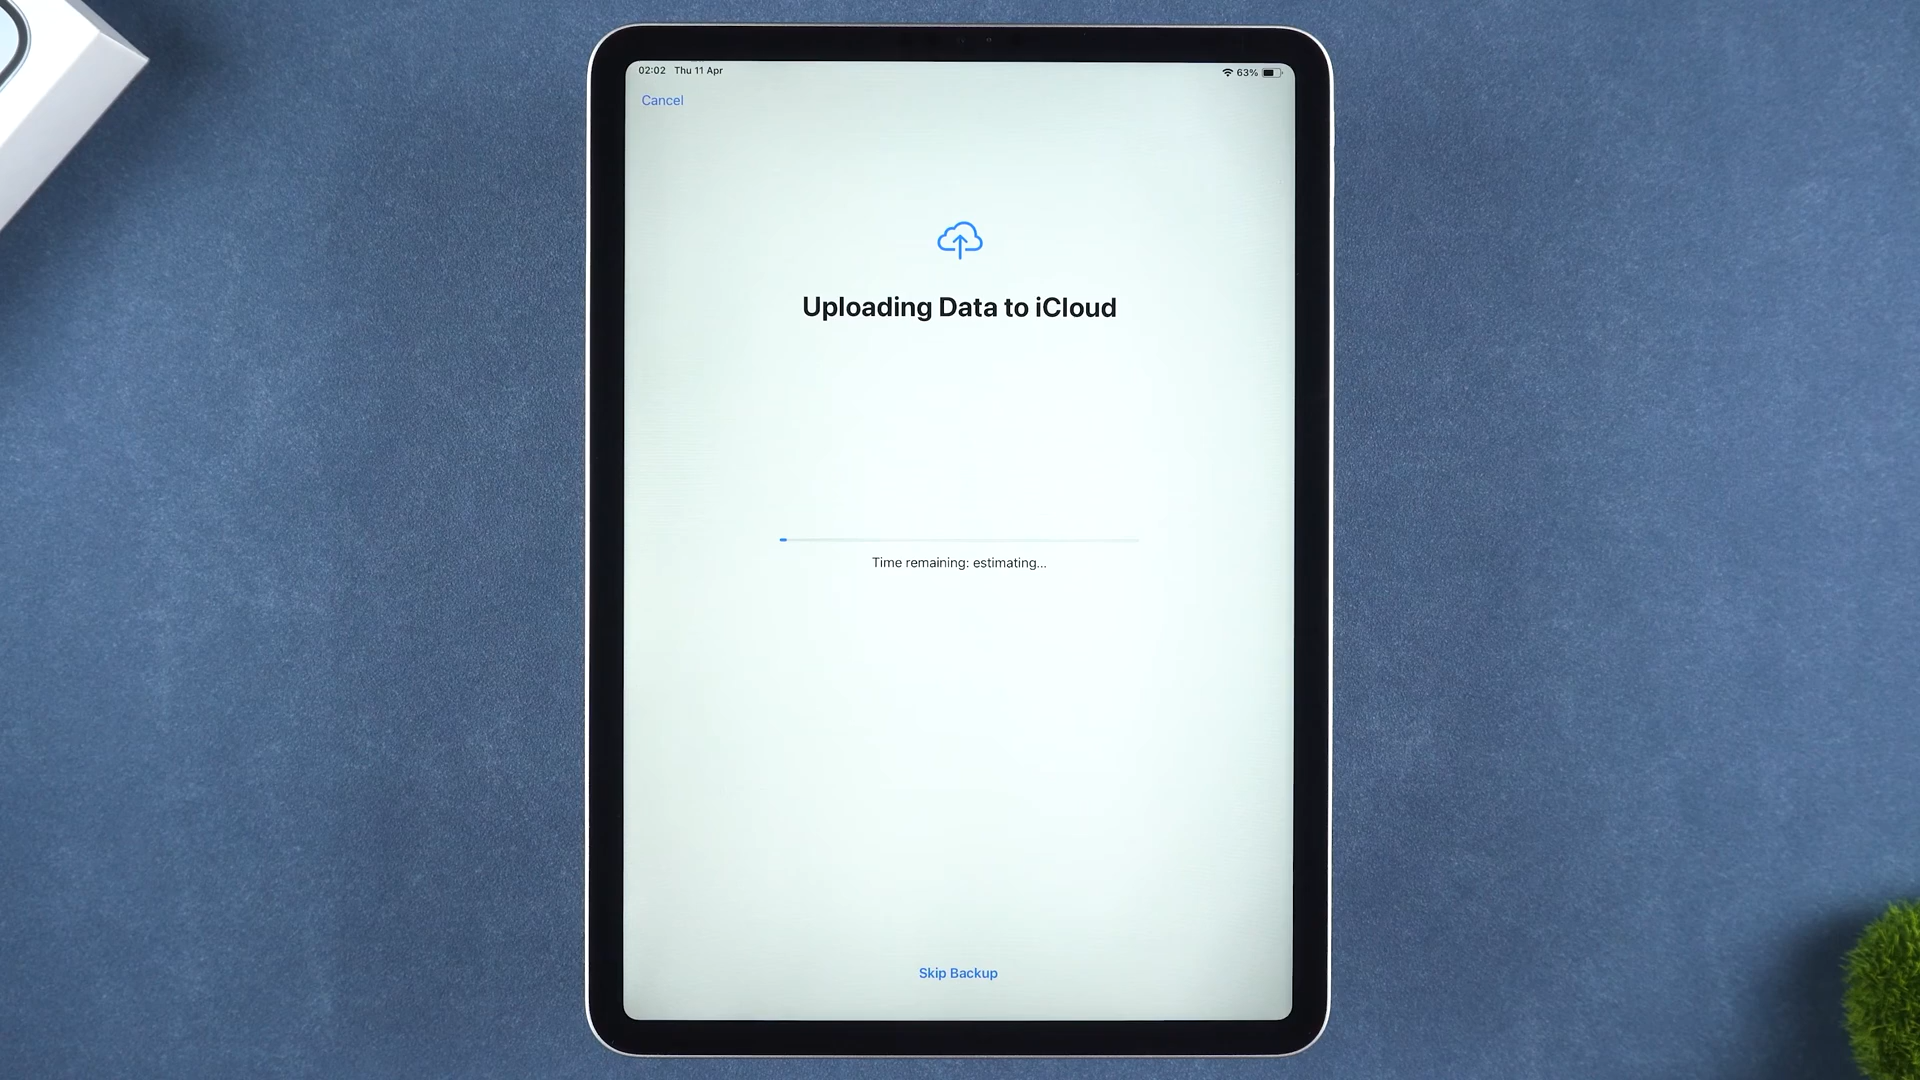 02:02 Thu 11 Apr
63%
Cancel
Uploading Data to iCloud
Time remaining: estimating...
Skip Backup